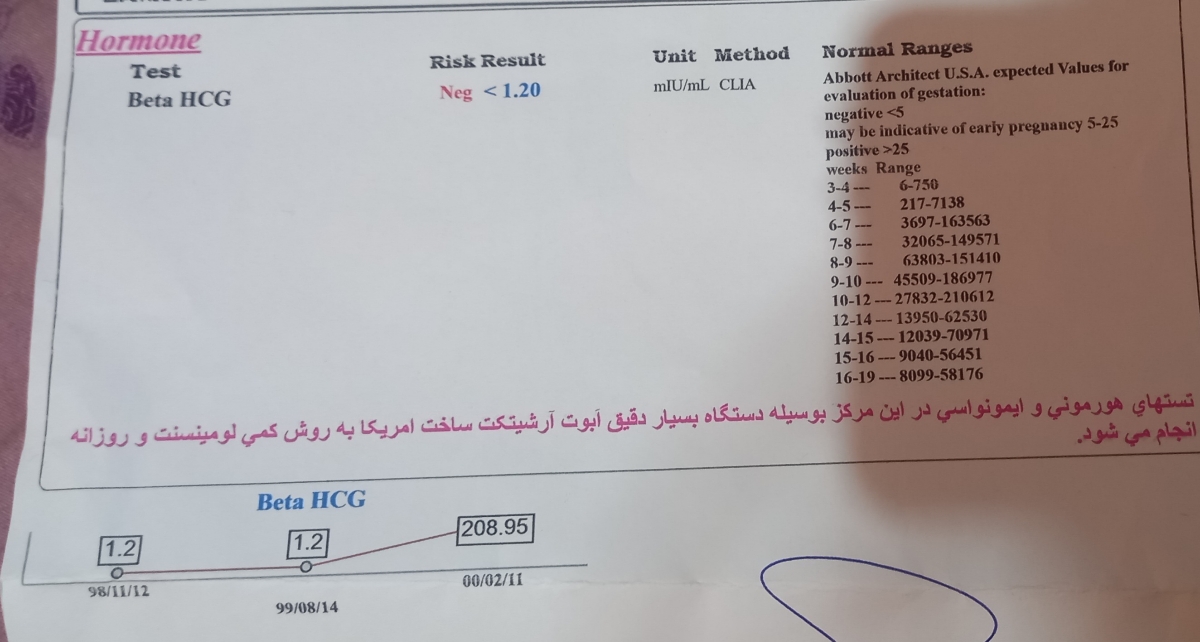 Hormone
Test Risk Result Unit Method Normal Ranges
Beta HCG Neg < 1.20 mIU/mL CLIA Abbott Architect U.S.A. expected Values for
evaluation of gestation:
negative <5
may be indicative of early pregnancy 5-25
positive >25
weeks Range
3-4 --- 6-750
4-5 --- 217-7138
6-7 --- 3697-163563
7-8 --- 32065-149571
8-9 --- 63803-151410
9-10 --- 45509-186977
10-12 --- 27832-210612
12-14 --- 13950-62530
14-15 --- 12039-70971
15-16 --- 9040-56451
16-19 --- 8099-58176
تستهاي هورموني و ايمونواسي در اين مركز بوسيله دستگاه بسيار دقيق آبوت آرشيتكت ساخت امريكا به روش كمي لومينسنت و روزانه
انجام مي شود.
Beta HCG
1.2 1.2 208.95
98/11/12 99/08/14 00/02/11